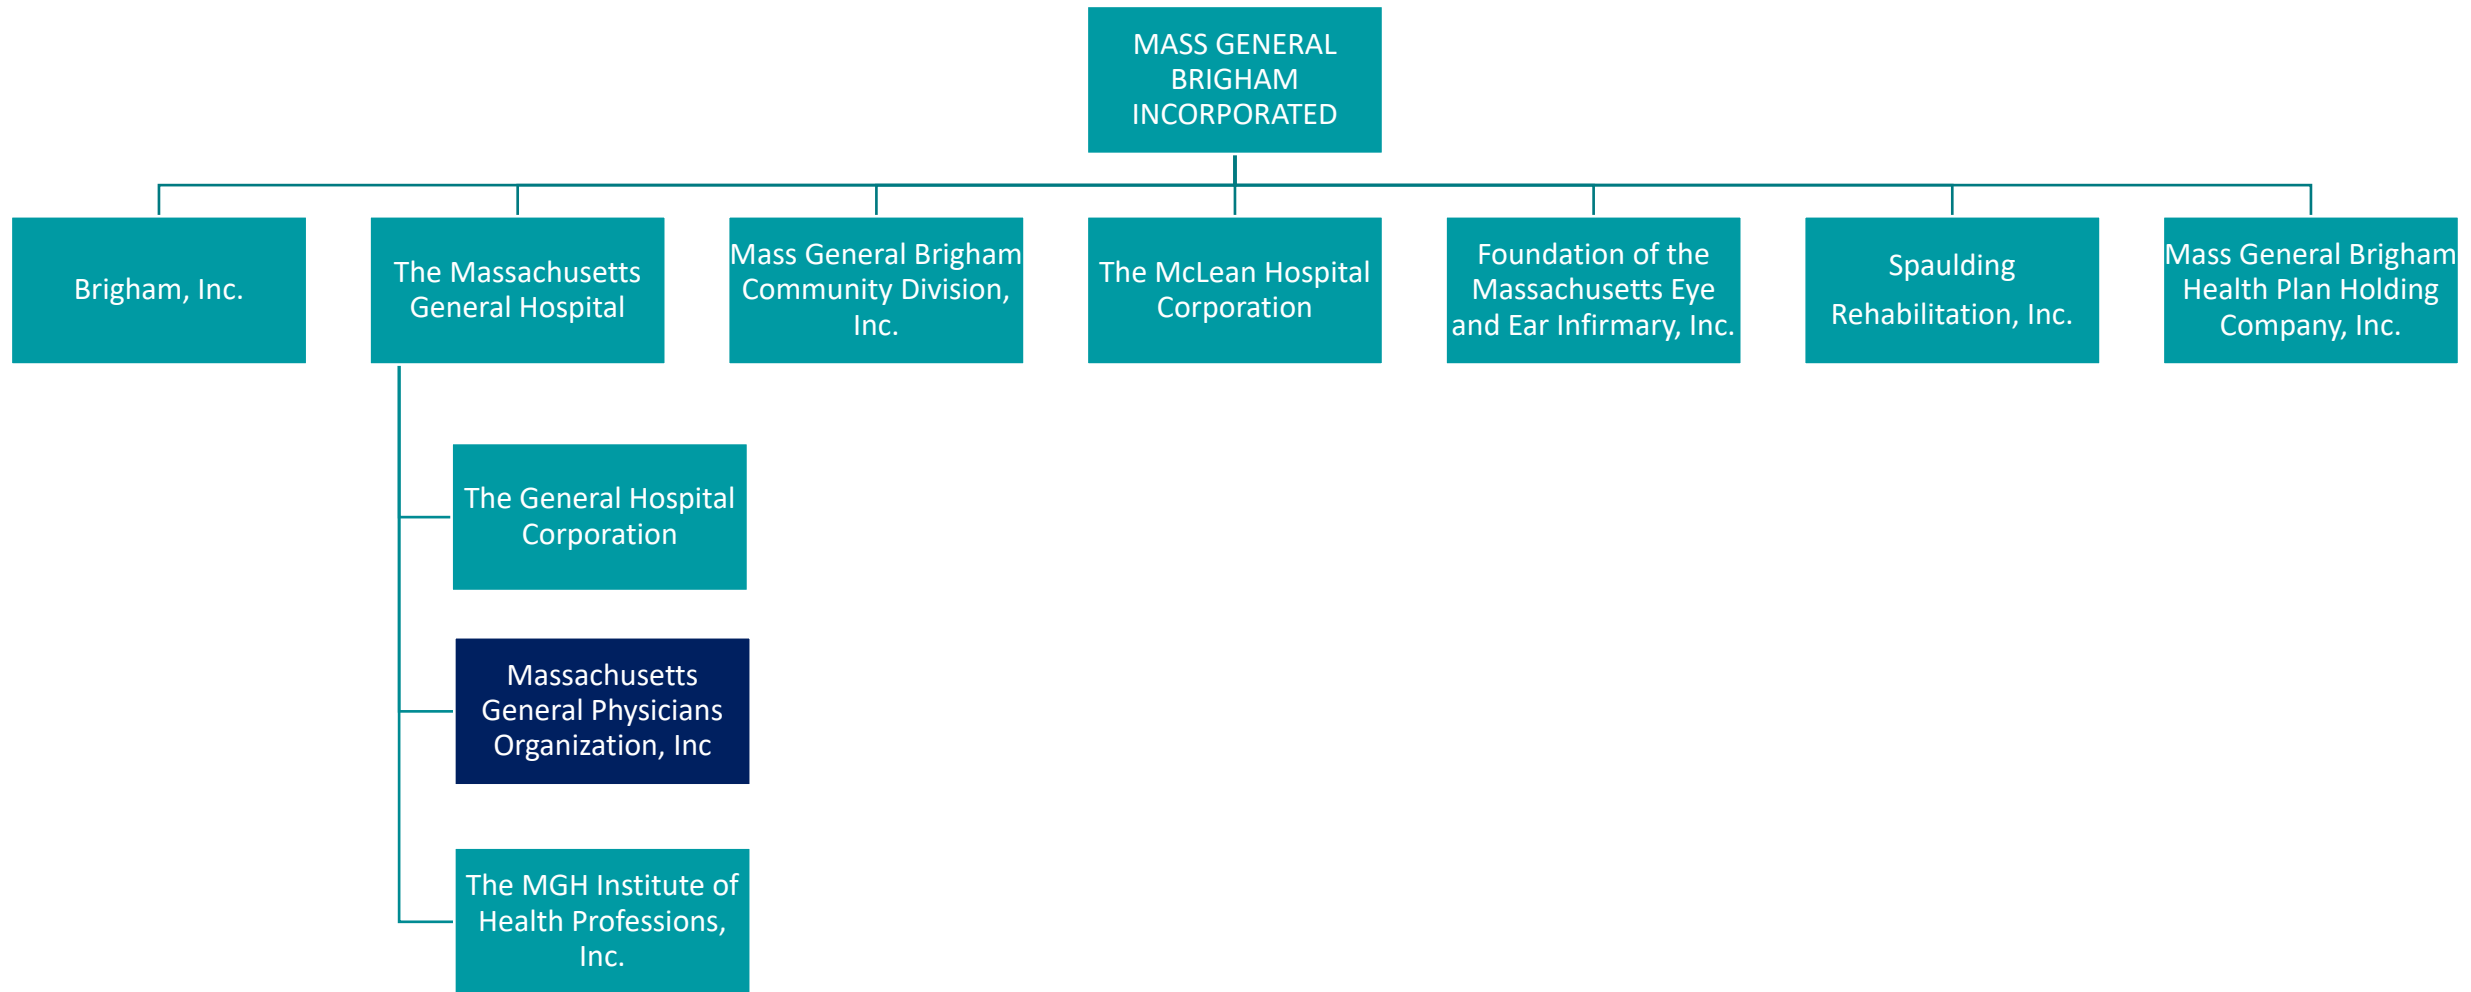 MASS GENERAL
BRIGHAM
INCORPORATED
Brigham, Inc.
The Massachusetts
General Hospital
Mass General Brigham
Community Division,
Inc.
The McLean Hospital
Corporation
Foundation of the
Massachusetts Eye
and Ear Infirmary, Inc.
Spaulding
Rehabilitation, Inc.
Mass General Brigham
Health Plan Holding
Company, Inc.
The General Hospital
Corporation
Massachusetts
General Physicians
Organization, Inc
The MGH Institute of
Health Professions,
Inc.